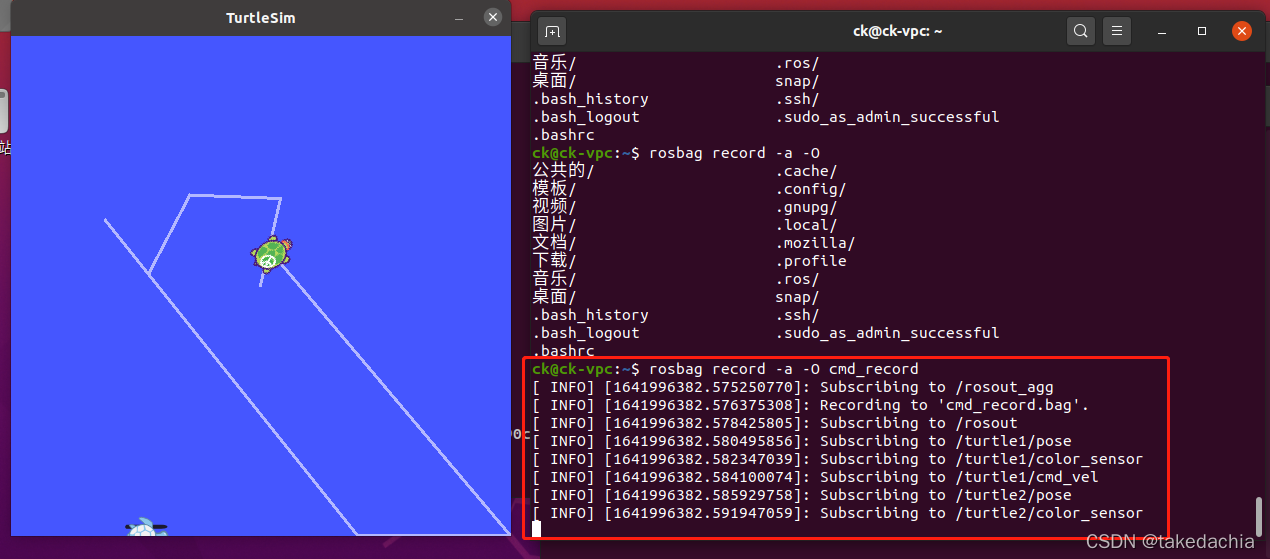 TurtleSim
ck@ck-vpc: ~
音乐/ .ros/
桌面/ snap/
.bash_history .ssh/
.bash_logout .sudo_as_admin_successful
.bashrc
ck@ck-vpc:~$ rosbag record -a -O
公共的/ .cache/
模板/ .config/
视频/ .gnupg/
图片/ .local/
文档/ .mozilla/
下载/ .profile
音乐/ .ros/
桌面/ snap/
.bash_history .ssh/
.bash_logout .sudo_as_admin_successful
.bashrc
ck@ck-vpc:~$ rosbag record -a -O cmd_record
[ INFO] [1641996382.575250770]: Subscribing to /rosout_agg
[ INFO] [1641996382.576375308]: Recording to 'cmd_record.bag'.
[ INFO] [1641996382.578425805]: Subscribing to /rosout
[ INFO] [1641996382.580495856]: Subscribing to /turtle1/pose
[ INFO] [1641996382.582347039]: Subscribing to /turtle1/color_sensor
[ INFO] [1641996382.584100074]: Subscribing to /turtle1/cmd_vel
[ INFO] [1641996382.585929758]: Subscribing to /turtle2/pose
[ INFO] [1641996382.591947059]: Subscribing to /turtle2/color_sensor
站
CSDN @takedachia